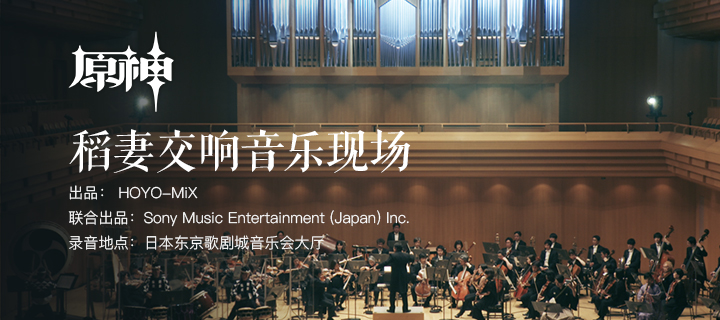 原神
稻妻交响音乐现场
出品： HOYO-MiX
联合出品：Sony Music Entertainment (Japan) Inc.
录音地点：日本东京歌剧城音乐会大厅